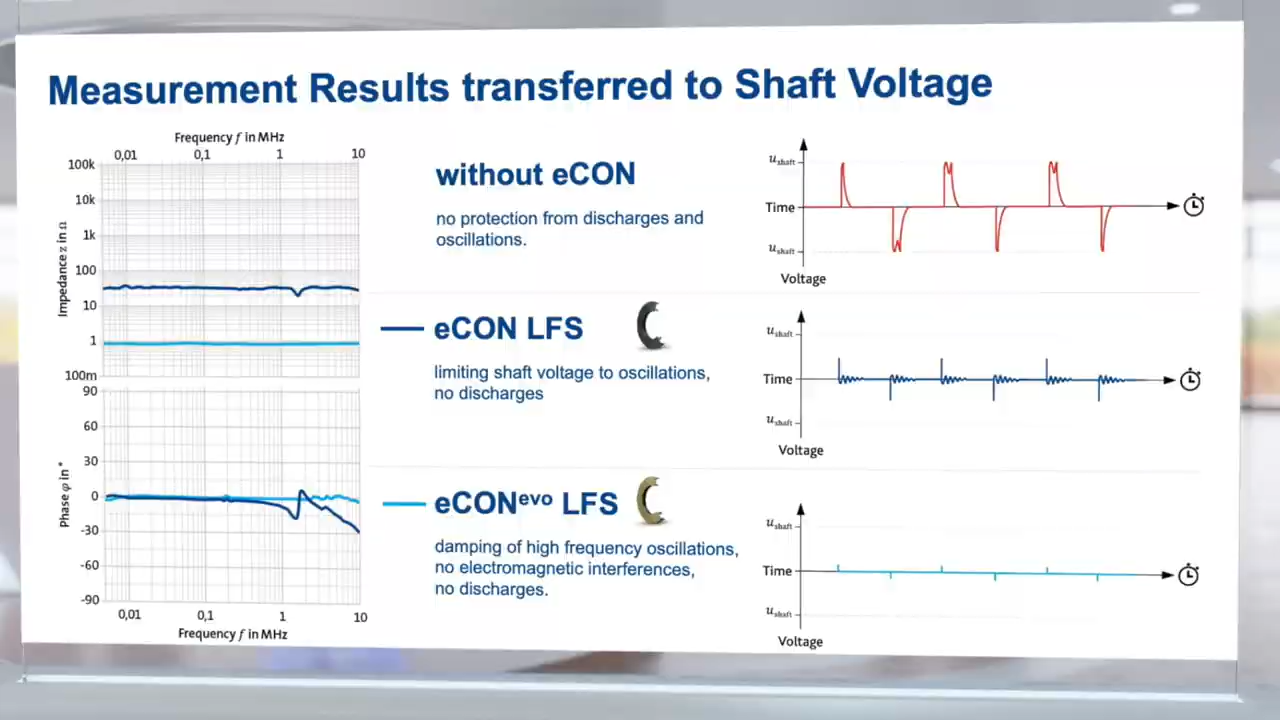 Measurement Results transferred to Shaft Voltage
Frequency f in MHz
0,01 0,1 1 10
100k
10k
1k
100
10
1
100m
Impedance z in Ω
90
60
30
0
-30
-60
-90
Phase φ in °
0,01 0,1 1 10
Frequency f in MHz
without eCON
no protection from discharges and
oscillations.
eCON LFS
limiting shaft voltage to oscillations,
no discharges
eCONevo LFS
damping of high frequency oscillations,
no electromagnetic interferences,
no discharges.
ushaft
Time
ushaft
Voltage
ushaft
Time
ushaft
Voltage
ushaft
Time
ushaft
Voltage